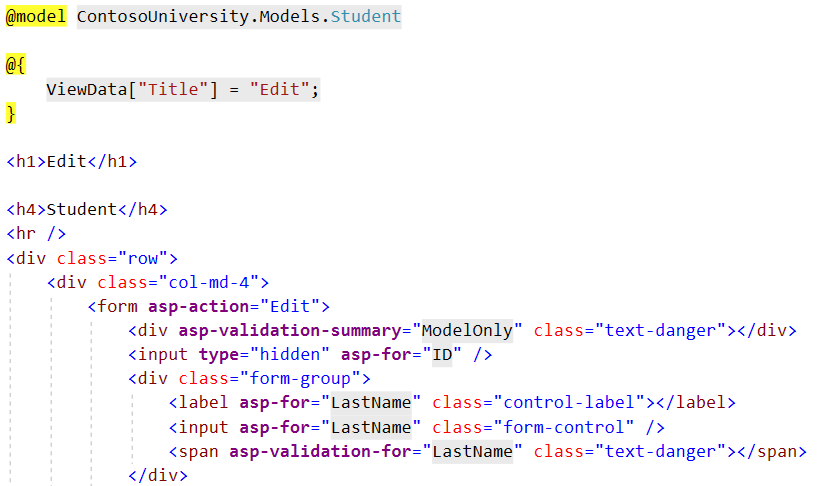 @model ContosoUniversity.Models.Student
@{
    ViewData["Title"] = "Edit";
}
<h1>Edit</h1>
<h4>Student</h4>
<hr />
<div class="row">
    <div class="col-md-4">
        <form asp-action="Edit">
            <div asp-validation-summary="ModelOnly" class="text-danger"></div>
            <input type="hidden" asp-for="ID" />
            <div class="form-group">
                <label asp-for="LastName" class="control-label"></label>
                <input asp-for="LastName" class="form-control" />
                <span asp-validation-for="LastName" class="text-danger"></span>
            </div>